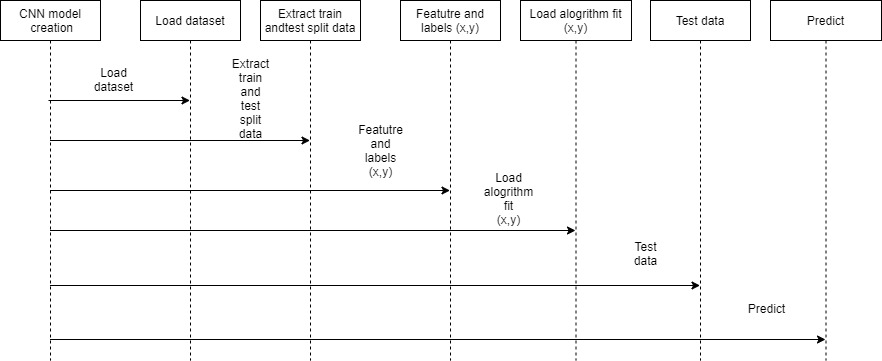 CNN model
creation
Load dataset
Extract train
andtest split data
Featutre and
labels (x,y)
Load alogrithm fit
(x,y)
Test data
Predict
Load
dataset
Extract
train
and
test
split
data
Featutre
and
labels
(x,y)
Load
alogrithm
fit
(x,y)
Test
data
Predict